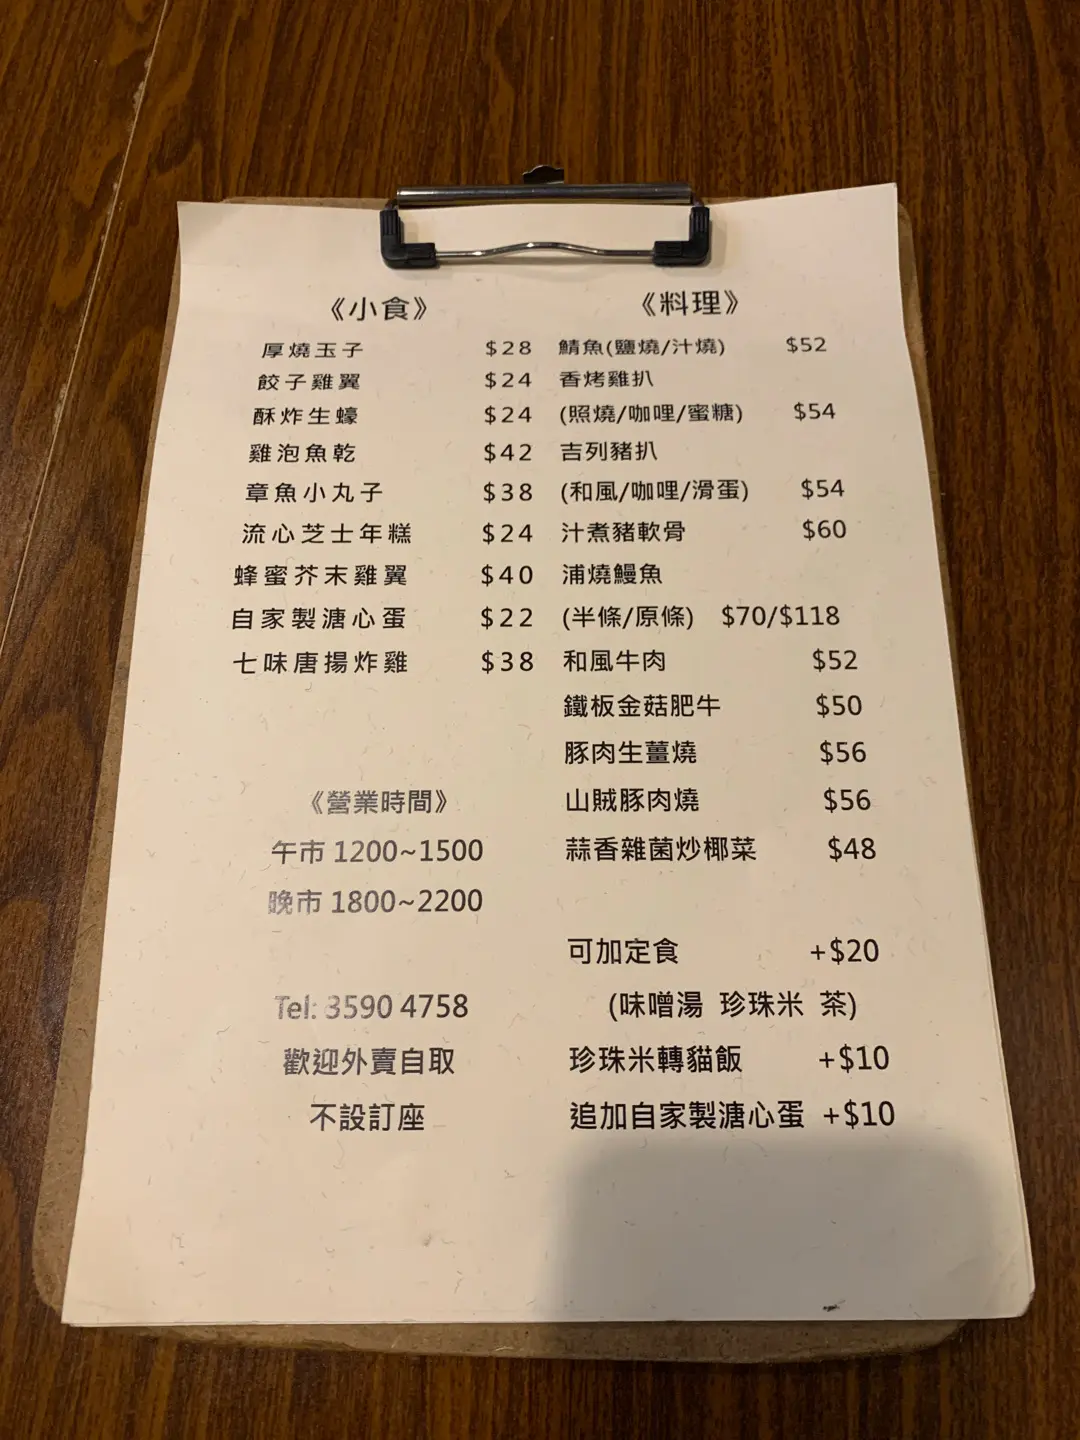 《小食》
厚燒玉子 $28
餃子雞翼 $24
酥炸生蠔 $24
雞泡魚乾 $42
章魚小丸子 $38
流心芝士年糕 $24
蜂蜜芥末雞翼 $40
自家製溏心蛋 $22
七味唐揚炸雞 $38
《營業時間》
午市 1200~1500
晚市 1800~2200
Tel: 3590 4758
歡迎外賣自取
不設訂座
《料理》
鯖魚(鹽燒/汁燒) $52
香烤雞扒
(照燒/咖哩/蜜糖) $54
吉列豬扒
(和風/咖哩/滑蛋) $54
汁煮豬軟骨 $60
浦燒鰻魚
(半條/原條) $70/$118
和風牛肉 $52
鐵板金菇肥牛 $50
豚肉生薑燒 $56
山賊豚肉燒 $56
蒜香雜菌炒椰菜 $48
可加定食 +$20
(味噌湯 珍珠米 茶)
珍珠米轉貓飯 +$10
追加自家製溏心蛋 +$10